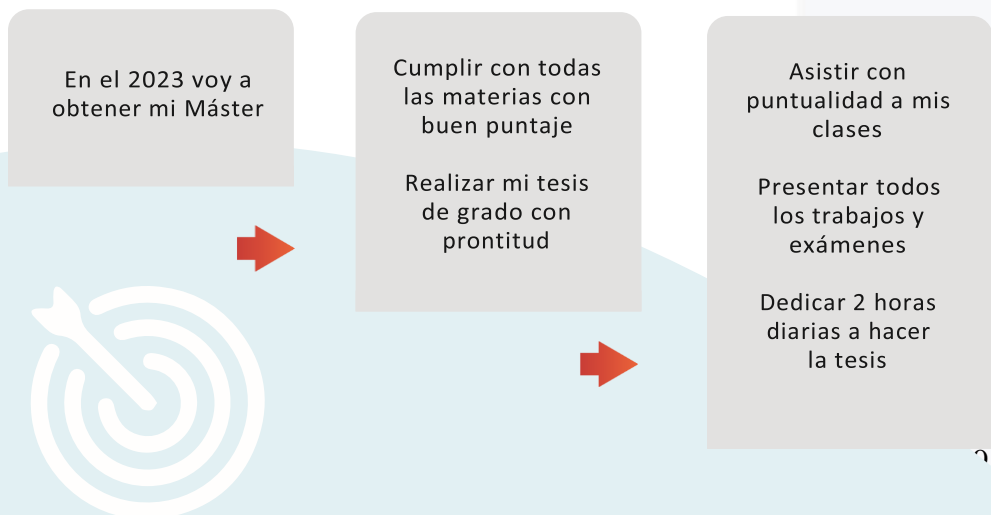 En el 2023 voy a
obtener mi Máster
Cumplir con todas
las materias con
buen puntaje
Realizar mi tesis
de grado con
prontitud
Asistir con
puntualidad a mis
clases
Presentar todos
los trabajos y
exámenes
Dedicar 2 horas
diarias a hacer
la tesis